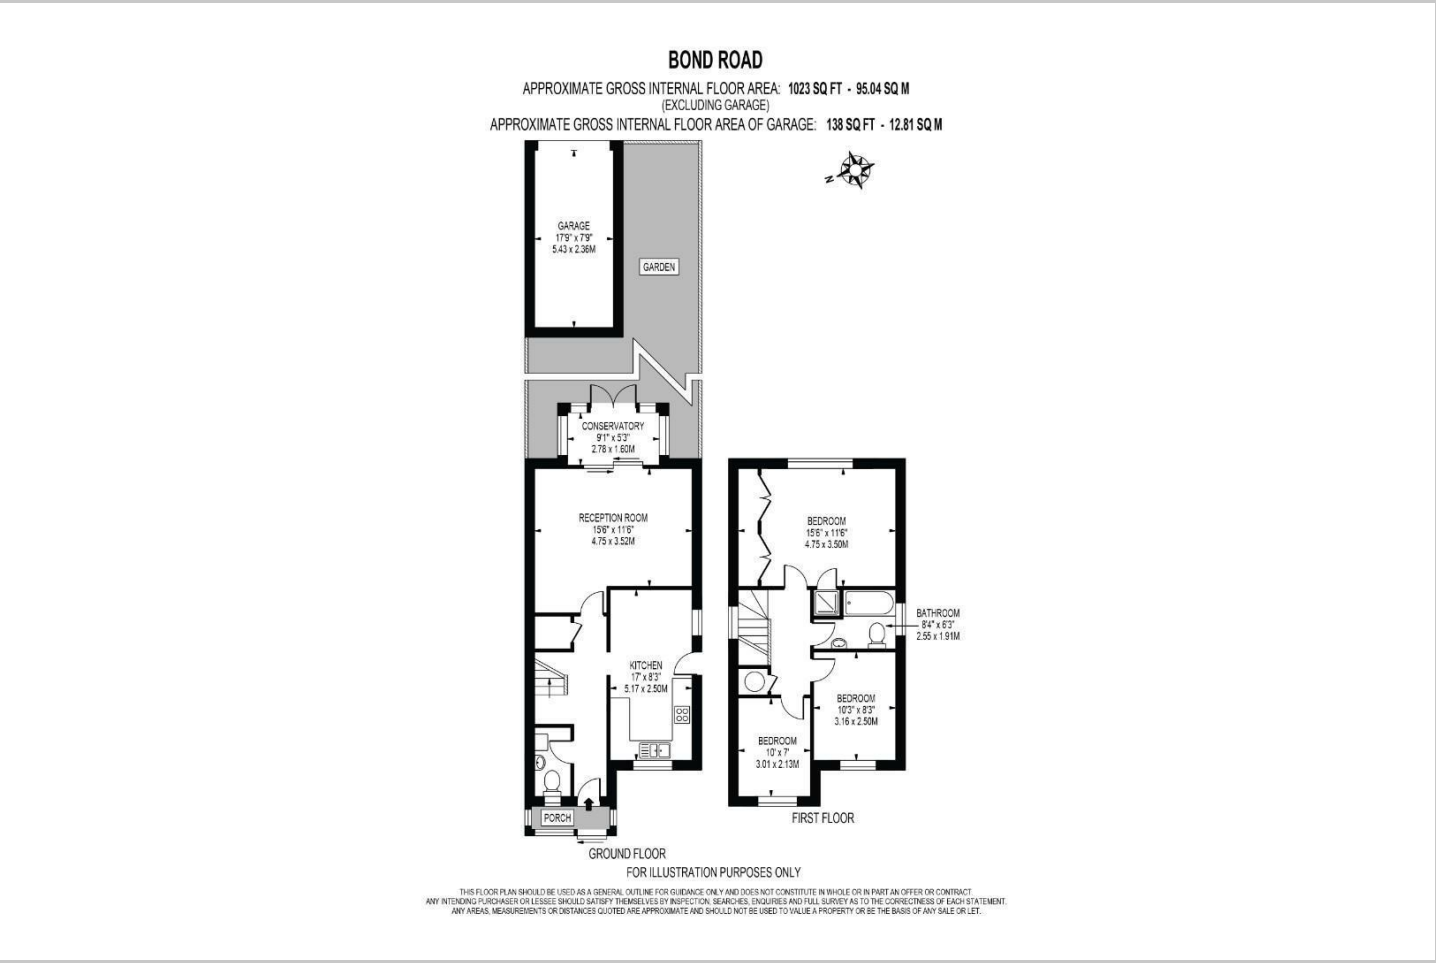 BOND ROAD
APPROXIMATE GROSS INTERNAL FLOOR AREA: 1023 SQ FT - 95.04 SQ M
(EXCLUDING GARAGE)
APPROXIMATE GROSS INTERNAL FLOOR AREA OF GARAGE: 138 SQ FT - 12.81 SQ M
N
GARAGE
17'9" x 7'9"
5.43 x 2.36M
GARDEN
CONSERVATORY
9'1" x 5'3"
2.78 x 1.60M
RECEPTION ROOM
15'6" x 11'6"
4.75 x 3.52M
KITCHEN
17' x 8'3"
5.17 x 2.50M
PORCH
GROUND FLOOR
BEDROOM
15'6" x 11'6"
4.75 x 3.50M
BATHROOM
8'4" x 6'3"
2.55 x 1.91M
BEDROOM
10'3" x 8'3"
3.16 x 2.50M
BEDROOM
10' x 7'
3.01 x 2.13M
FIRST FLOOR
FOR ILLUSTRATION PURPOSES ONLY
THIS FLOOR PLAN SHOULD BE USED AS A GENERAL OUTLINE FOR GUIDANCE ONLY AND DOES NOT CONSTITUTE IN WHOLE OR IN PART AN OFFER OR CONTRACT.
ANY INTENDING PURCHASER OR LESSEE SHOULD SATISFY THEMSELVES BY INSPECTION, SEARCHES, ENQUIRIES AND FULL SURVEY AS TO THE CORRECTNESS OF EACH STATEMENT.
ANY AREAS, MEASUREMENTS OR DISTANCES QUOTED ARE APPROXIMATE AND SHOULD NOT BE USED TO VALUE A PROPERTY OR BE THE BASIS OF ANY SALE OR LET.